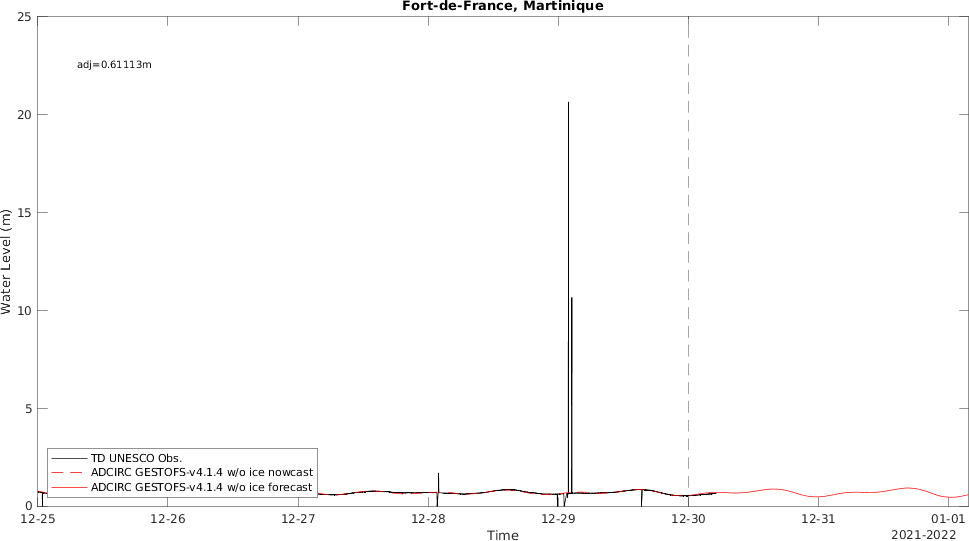 Fort-de-France, Martinique
25
adj=0.61113m
20
15
Water Level (m)
10
5
TD UNESCO Obs.
ADCIRC GESTOFS-v4.1.4 w/o ice nowcast
ADCIRC GESTOFS-v4.1.4 w/o ice forecast
0
12-25 12-26 12-27 12-28 12-29 12-30 12-31 01-01
Time
2021-2022